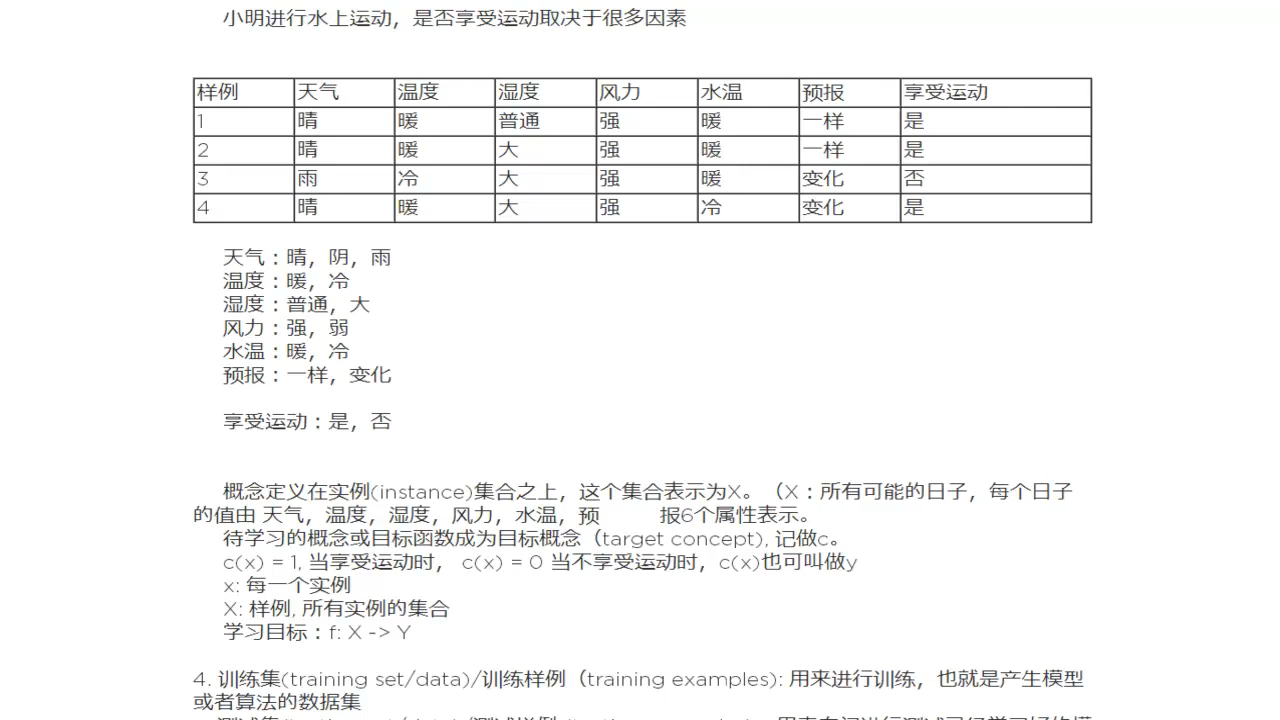 小明进行水上运动，是否享受运动取决于很多因素
样例 天气 温度 湿度 风力 水温 预报 享受运动
1 晴 暖 普通 强 暖 一样 是
2 晴 暖 大 强 暖 一样 是
3 雨 冷 大 强 暖 变化 否
4 晴 暖 大 强 冷 变化 是
天气：晴，阴，雨
温度：暖，冷
湿度：普通，大
风力：强，弱
水温：暖，冷
预报：一样，变化
享受运动：是，否
概念定义在实例(instance)集合之上，这个集合表示为X。（X：所有可能的日子，每个日子
的值由 天气，温度，湿度，风力，水温，预 报6个属性表示。
待学习的概念或目标函数成为目标概念（target concept), 记做c。
c(x) = 1, 当享受运动时， c(x) = 0 当不享受运动时，c(x)也可叫做y
x: 每一个实例
X: 样例, 所有实例的集合
学习目标：f: X -> Y
4. 训练集(training set/data)/训练样例（training examples): 用来进行训练，也就是产生模型
或者算法的数据集